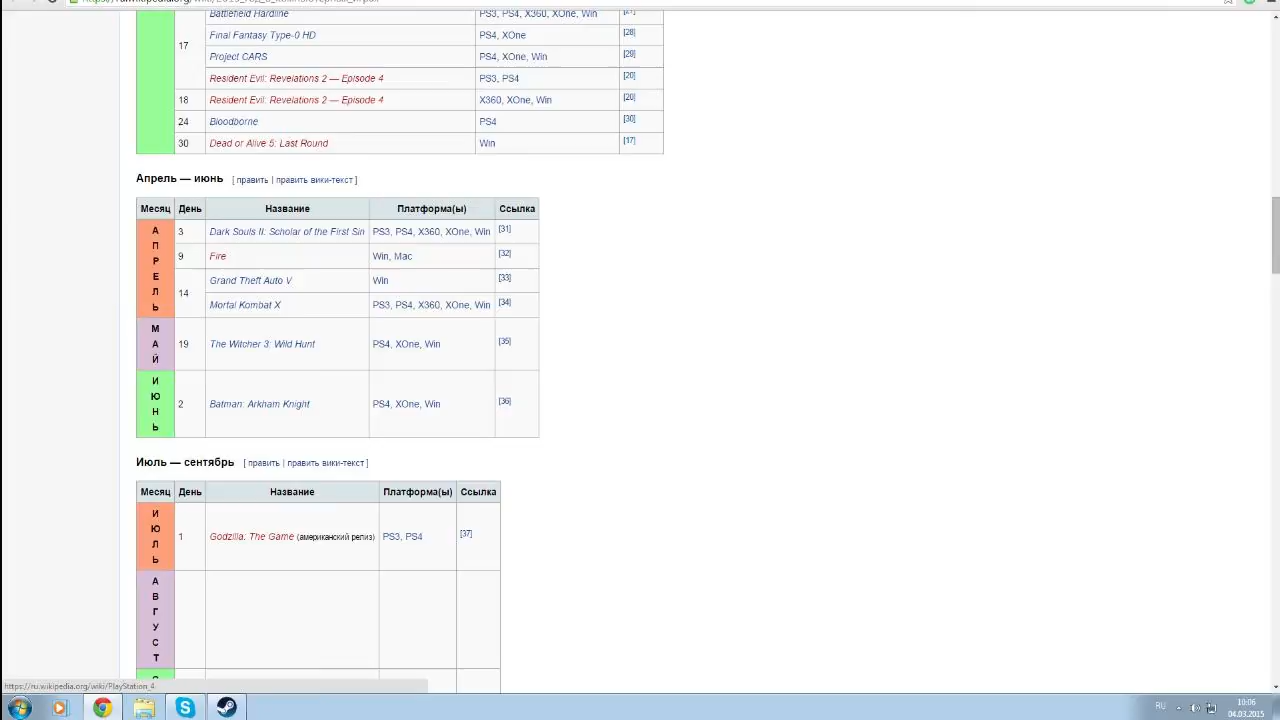 Battlefield Hardline PS3, PS4, X360, XOne, Win
17 Final Fantasy Type-0 HD PS4, XOne [28]
Project CARS PS4, XOne, Win [29]
Resident Evil: Revelations 2 — Episode 4 PS3, PS4 [20]
18 Resident Evil: Revelations 2 — Episode 4 X360, XOne, Win [20]
24 Bloodborne PS4 [30]
30 Dead or Alive 5: Last Round Win [17]
Апрель — июнь [ править | править вики-текст ]
Месяц День Название Платформа(ы) Ссылка
АПРЕЛЬ 3 Dark Souls II: Scholar of the First Sin PS3, PS4, X360, XOne, Win [31]
9 Fire Win, Mac [32]
14 Grand Theft Auto V Win [33]
Mortal Kombat X PS3, PS4, X360, XOne, Win [34]
МАЙ 19 The Witcher 3: Wild Hunt PS4, XOne, Win [35]
ИЮНЬ 2 Batman: Arkham Knight PS4, XOne, Win [36]
Июль — сентябрь [ править | править вики-текст ]
Месяц День Название Платформа(ы) Ссылка
ИЮЛЬ 1 Godzilla: The Game (американский релиз) PS3, PS4 [37]
АВГУСТ
https://ru.wikipedia.org/wiki/PlayStation_4
RU 10:06
04.03.2015